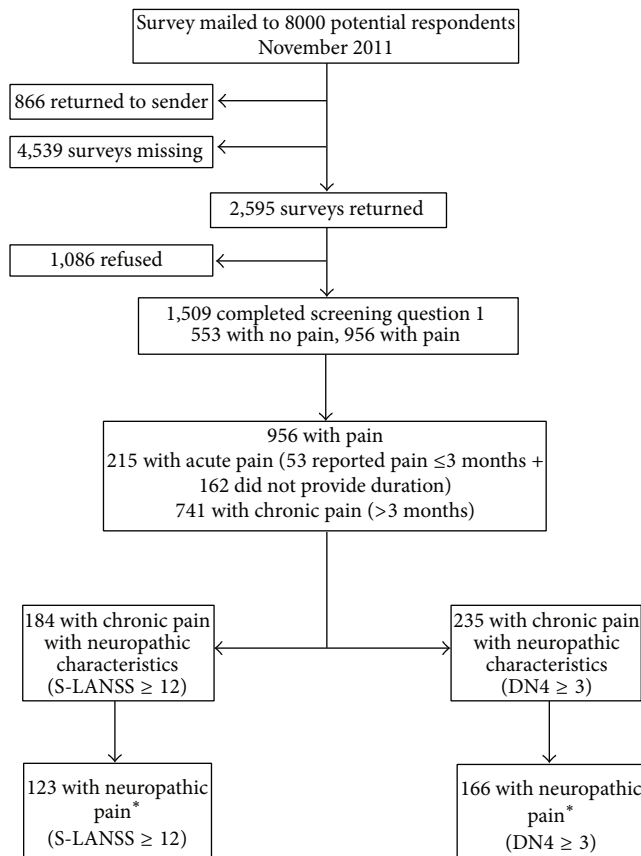 Survey mailed to 8000 potential respondents
November 2011
866 returned to sender
4,539 surveys missing
2,595 surveys returned
1,086 refused
1,509 completed screening question 1
553 with no pain, 956 with pain
956 with pain
215 with acute pain (53 reported pain ≤3 months +
162 did not provide duration)
741 with chronic pain (>3 months)
184 with chronic pain
with neuropathic
characteristics
(S-LANSS ≥ 12)
235 with chronic pain
with neuropathic
characteristics
(DN4 ≥ 3)
123 with neuropathic
pain*
(S-LANSS ≥ 12)
166 with neuropathic
pain*
(DN4 ≥ 3)